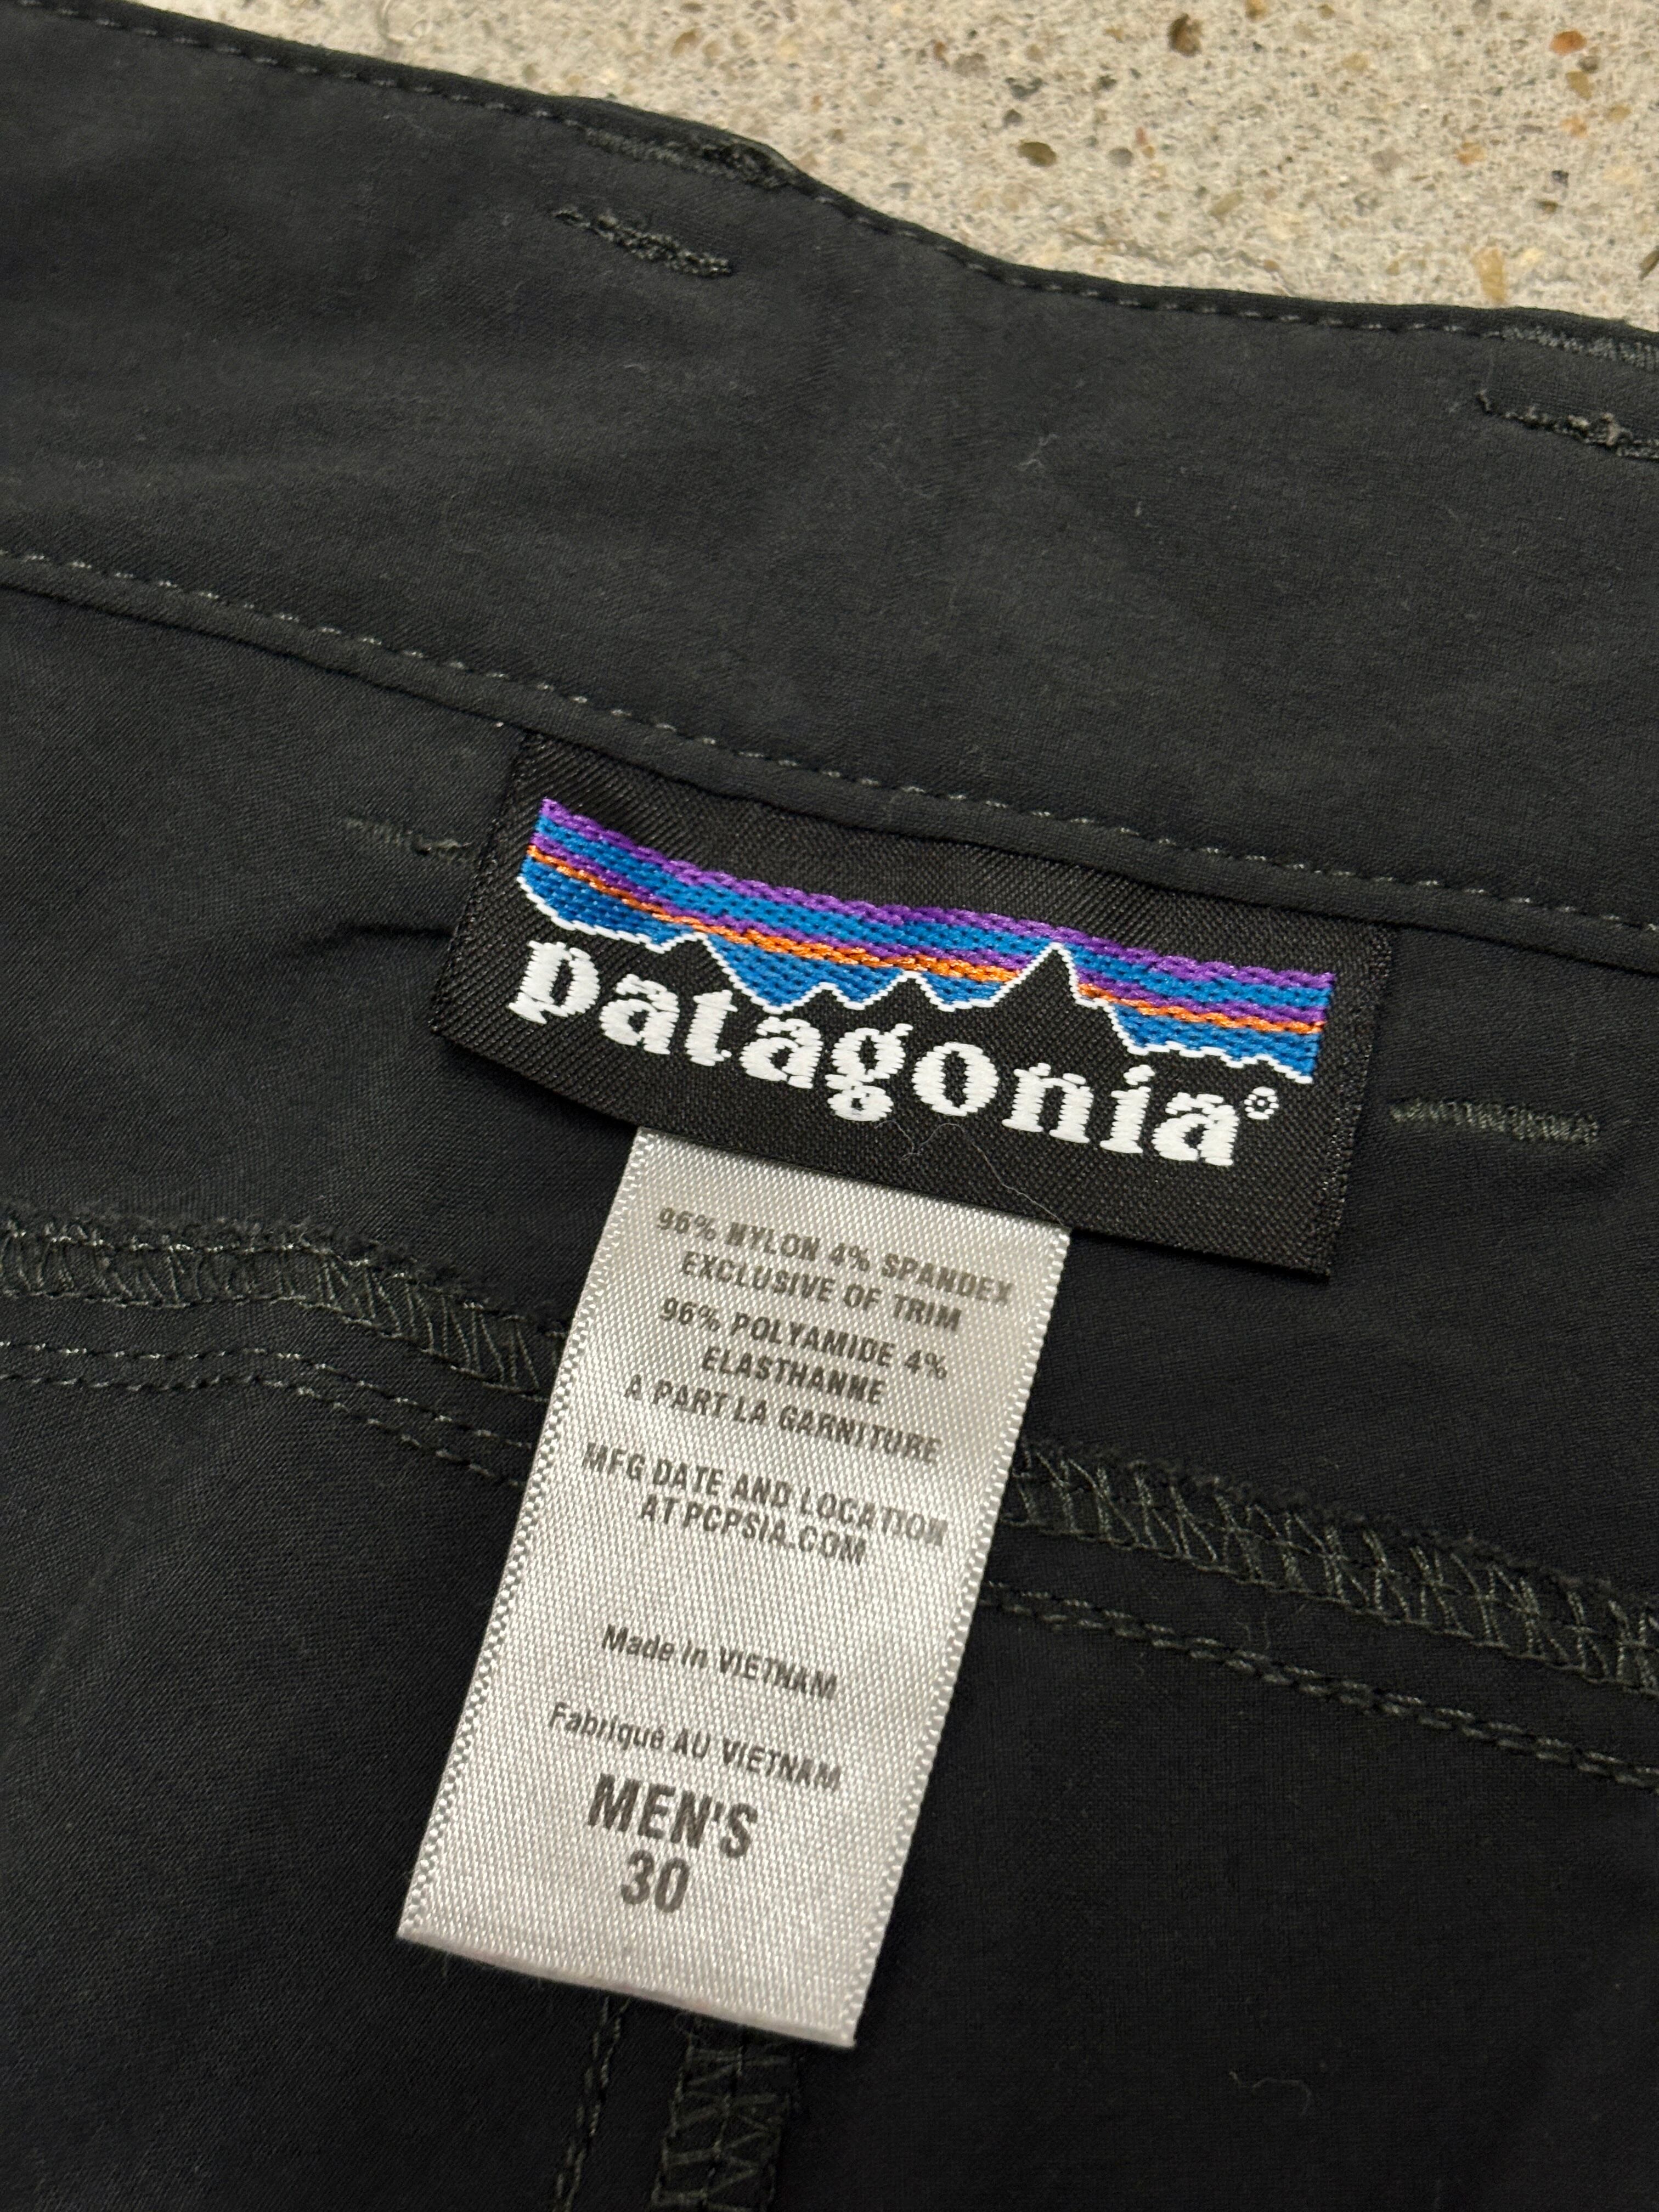 patagonia®
96% NYLON 4% SPANDEX
EXCLUSIVE OF TRIM
96% POLYAMIDE 4%
ELASTHANNE
A PART LA GARNITURE
MFG DATE AND LOCATION
AT PCPSIA.COM
Made in VIETNAM
Fabriqué AU VIETNAM
MEN'S
30